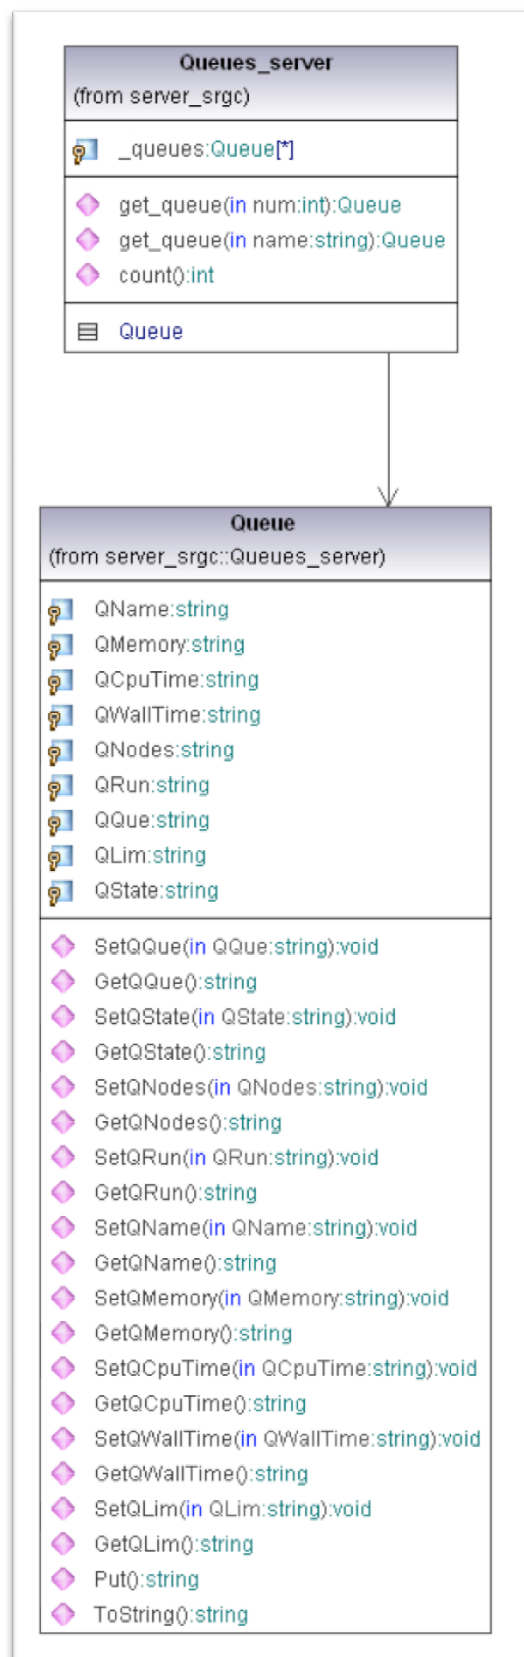 Queues_server
(from server_srgc)
_queues:Queue[*]
get_queue(in num:int):Queue
get_queue(in name:string):Queue
count():int
Queue
Queue
(from server_srgc::Queues_server)
QName:string
QMemory:string
QCpuTime:string
QWallTime:string
QNodes:string
QRun:string
QQue:string
QLim:string
QState:string
SetQQue(in QQue:string):void
GetQQue():string
SetQState(in QState:string):void
GetQState():string
SetQNodes(in QNodes:string):void
GetQNodes():string
SetQRun(in QRun:string):void
GetQRun():string
SetQName(in QName:string):void
GetQName():string
SetQMemory(in QMemory:string):void
GetQMemory():string
SetQCpuTime(in QCpuTime:string):void
GetQCpuTime():string
SetQWallTime(in QWallTime:string):void
GetQWallTime():string
SetQLim(in QLim:string):void
GetQLim():string
Put():string
ToString():string